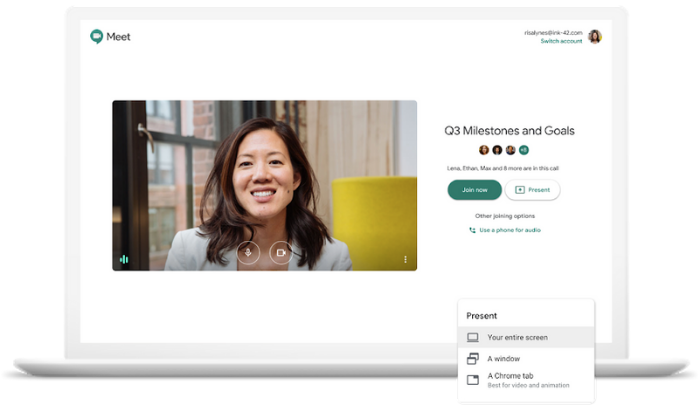 Meet
risalynes@ink-42.com
Switch account
Q3 Milestones and Goals
+8
Lena, Ethan, Max and 8 more are in this call
Join now
Present
Other joining options
Use a phone for audio
Present
Your entire screen
A window
A Chrome tab
Best for video and animation